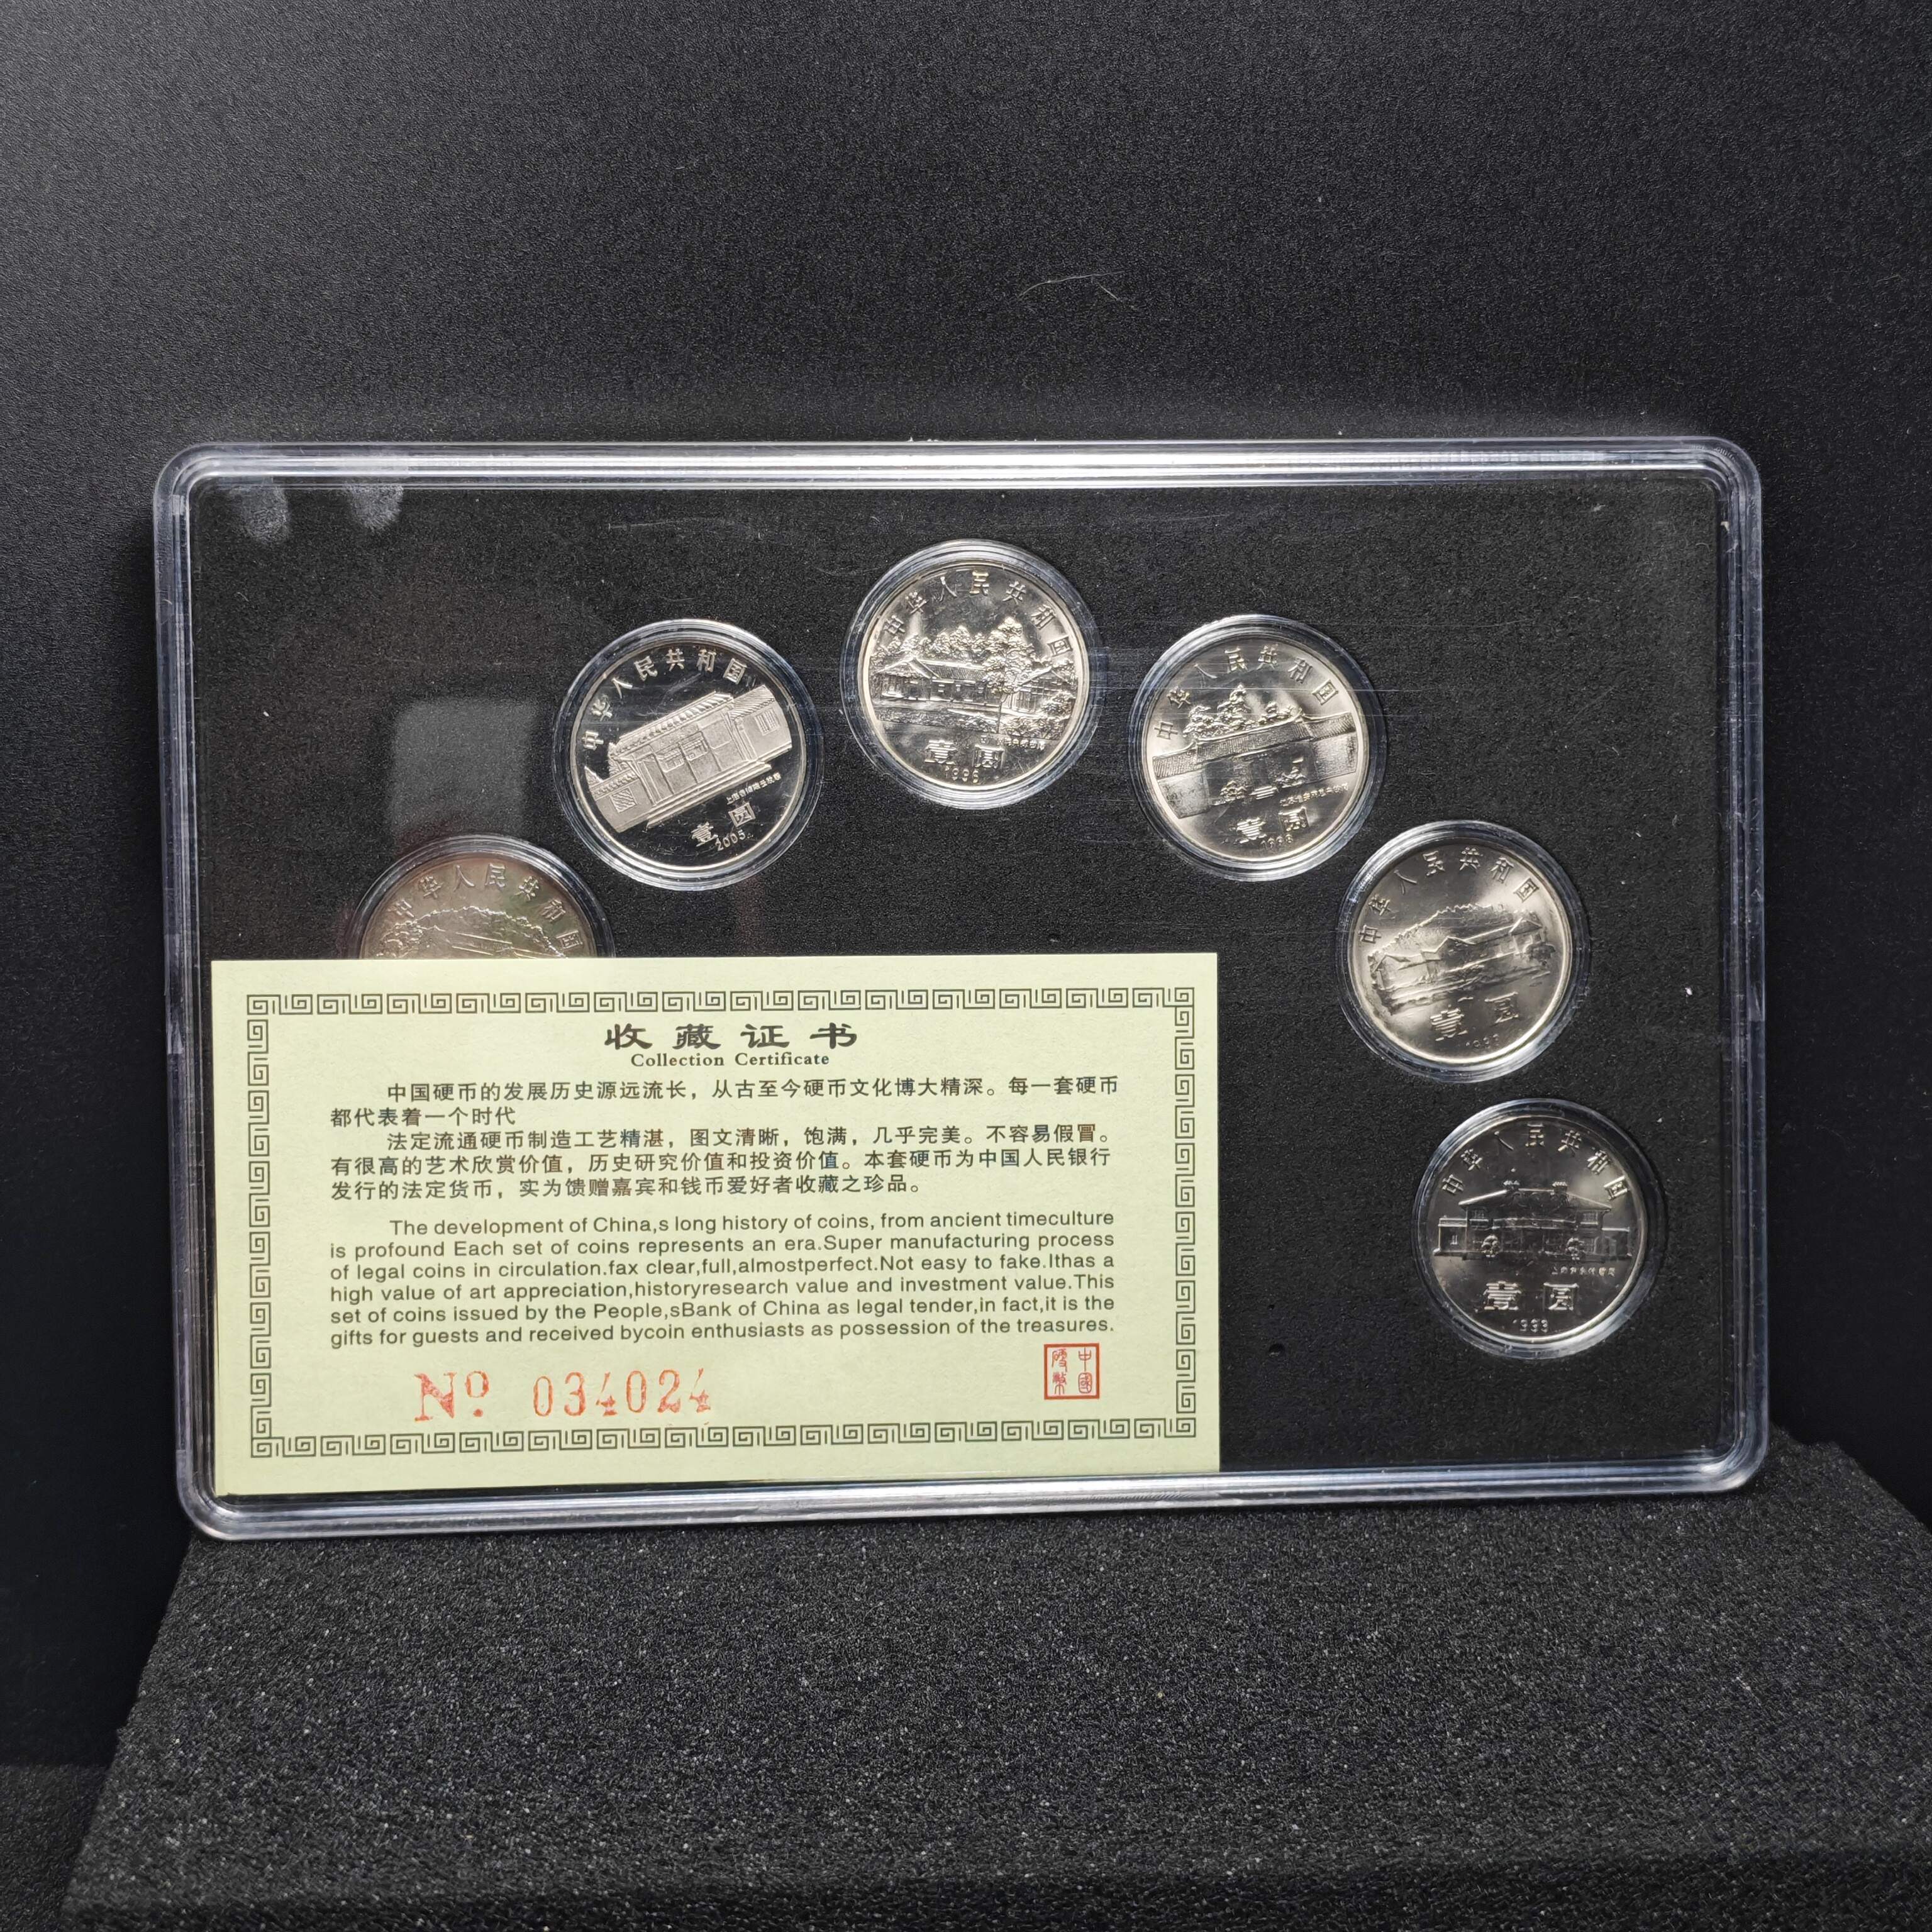 中华人民共和国
壹圆
1996
中华人民共和国
壹圆
2005
中华人民共和国
壹圆
1998
中华人民共和国
中华人民共和国
壹圆
中华人民共和国
壹圆
1993
收藏证书
Collection Certificate
中国硬币的发展历史源远流长，从古至今硬币文化博大精深。每一套硬币
都代表着一个时代
法定流通硬币制造工艺精湛，图文清晰，饱满，几乎完美。不容易假冒。
有很高的艺术欣赏价值，历史研究价值和投资价值。本套硬币为中国人民银行
发行的法定货币，实为馈赠嘉宾和钱币爱好者收藏之珍品。
The development of China,s long history of coins, from ancient timeculture
is profound Each set of coins represents an era.Super manufacturing process
of legal coins in circulation.fax clear,full,almostperfect.Not easy to fake.Ithas a
high value of art appreciation,historyresearch value and investment value.This
set of coins issued by the People,sBank of China as legal tender,in fact,it is the
gifts for guests and received bycoin enthusiasts as possession of the treasures.
Nº 034024
中國
硬幣